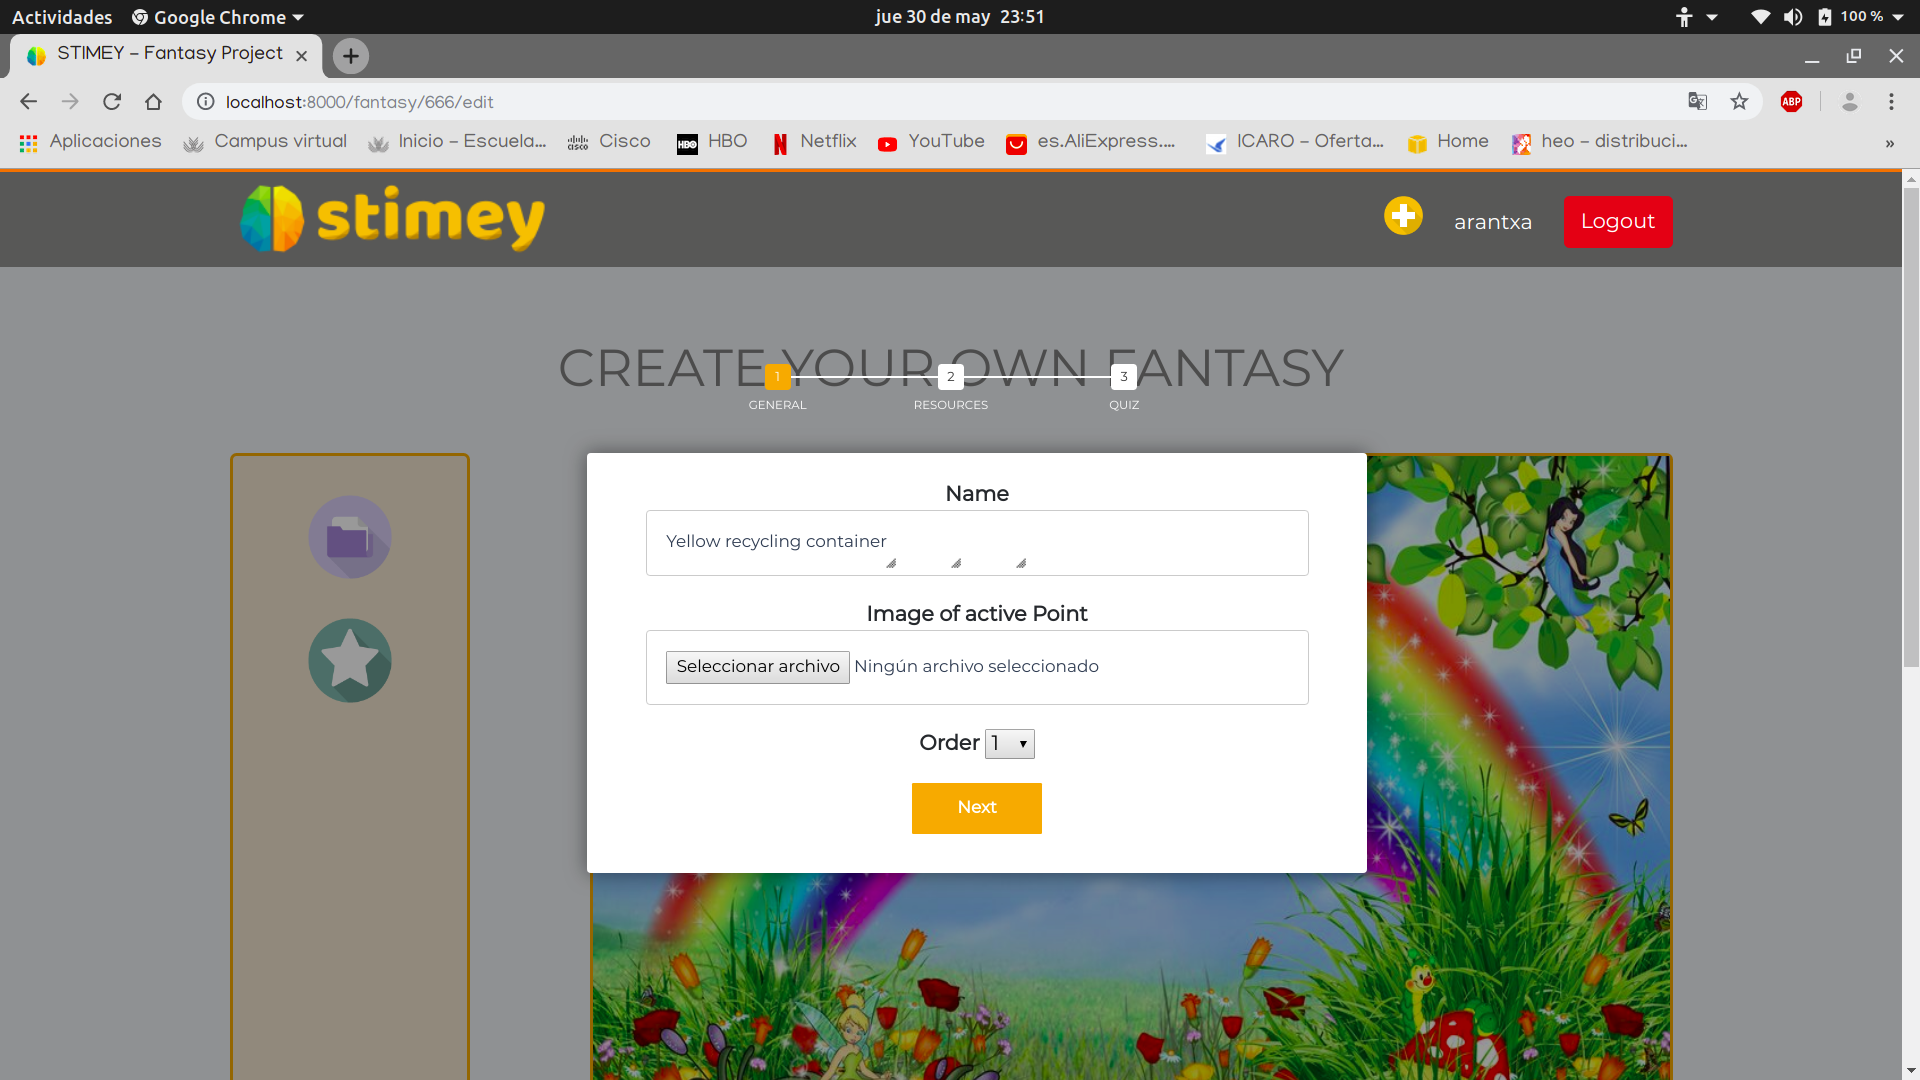 Actividades
Google Chrome
jue 30 de may 23:51
100 %
STIMEY – Fantasy Project
localhost:8000/fantasy/666/edit
ABP
Aplicaciones
Campus virtual
Inicio – Escuela...
Cisco
HBO
Netflix
YouTube
es.AliExpress....
ICARO – Oferta...
Home
heo – distribuci...
»
stimey
arantxa
Logout
CREATE YOUR OWN FANTASY
1 2 3
GENERAL RESOURCES QUIZ
Name
Yellow recycling container
Image of active Point
Seleccionar archivo Ningún archivo seleccionado
Order 1
Next